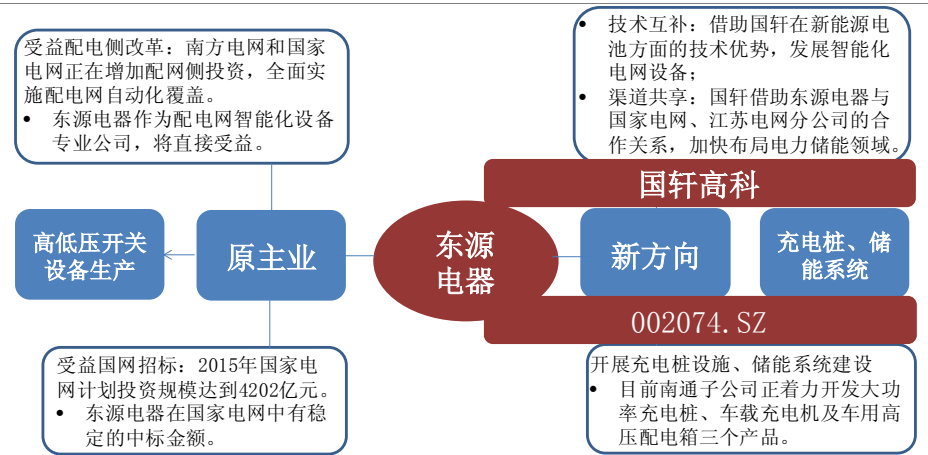 受益配电侧改革：南方电网和国家
电网正在增加配网侧投资，全面实
施配电网自动化覆盖。
• 东源电器作为配电网智能化设备
专业公司，将直接受益。
• 技术互补：借助国轩在新能源电
池方面的技术优势，发展智能化
电网设备；
• 渠道共享：国轩借助东源电器与
国家电网、江苏电网分公司的合
作关系，加快布局电力储能领域。
国轩高科
高低压开关
设备生产
原主业
东源
电器
新方向
充电桩、储
能系统
002074.SZ
受益国网招标：2015年国家电
网计划投资规模达到4202亿元。
• 东源电器在国家电网中有稳
定的中标金额。
开展充电桩设施、储能系统建设
• 目前南通子公司正着力开发大功
率充电桩、车载充电机及车用高
压配电箱三个产品。